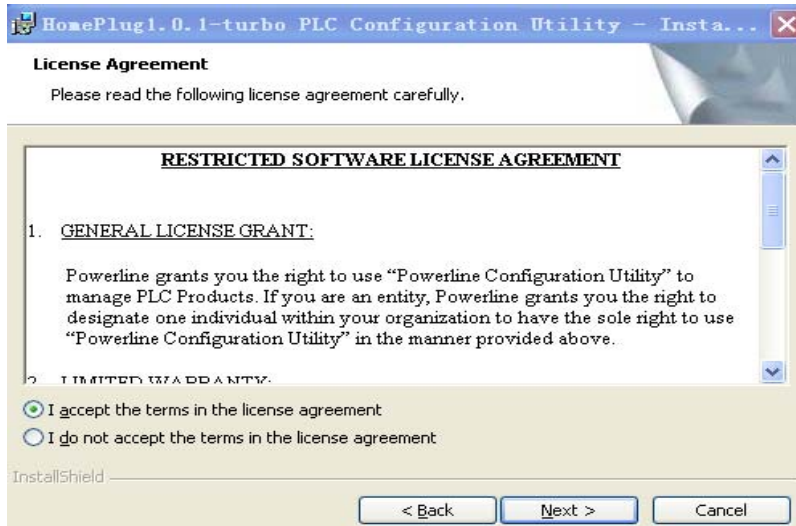 HomePlug1.0.1-turbo PLC Configuration Utility - Insta...
License Agreement
Please read the following license agreement carefully.
RESTRICTED SOFTWARE LICENSE AGREEMENT
1. GENERAL LICENSE GRANT:
Powerline grants you the right to use “Powerline Configuration Utility” to
manage PLC Products. If you are an entity, Powerline grants you the right to
designate one individual within your organization to have the sole right to use
“Powerline Configuration Utility” in the manner provided above.
2. LIMITED WARRANTY:
I accept the terms in the license agreement
I do not accept the terms in the license agreement
InstallShield
< Back
Next >
Cancel